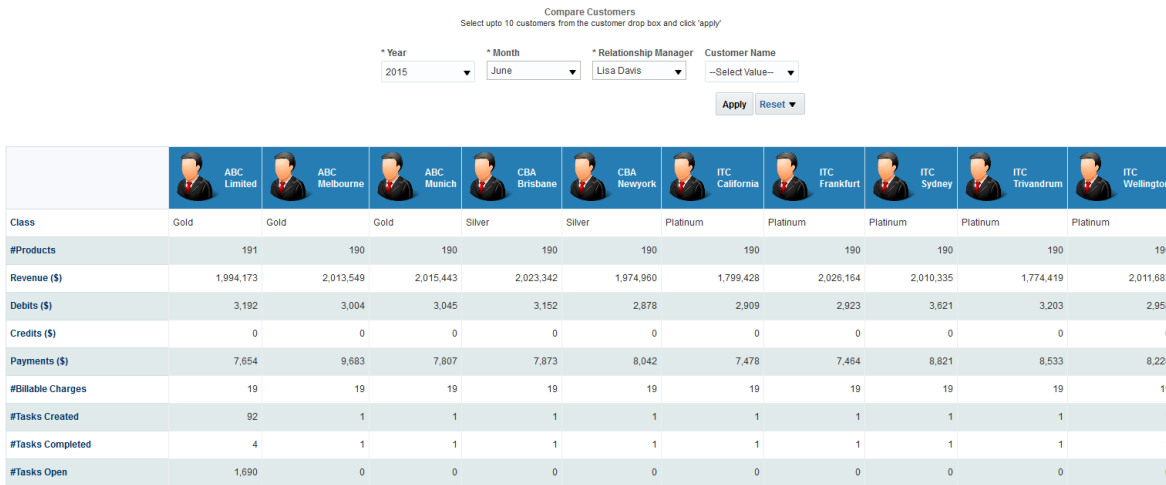 Compare Customers
Select upto 10 customers from the customer drop box and click 'apply'
* Year * Month * Relationship Manager Customer Name
2015 June Lisa Davis --Select Value--
Apply Reset
ABC Limited ABC Melbourne ABC Munich CBA Brisbane CBA Newyork ITC California ITC Frankfurt ITC Sydney ITC Trivandrum ITC Wellington
Class Gold Gold Gold Silver Silver Platinum Platinum Platinum Platinum Platinum
#Products 191 190 190 190 190 190 190 190 190
Revenue ($) 1,994,173 2,013,549 2,015,443 2,023,342 1,974,960 1,799,428 2,026,164 2,010,335 1,774,419
Debits ($) 3,192 3,004 3,045 3,152 2,878 2,909 2,923 3,621 3,203
Credits ($) 0 0 0 0 0 0 0 0 0
Payments ($) 7,654 9,683 7,807 7,873 8,042 7,478 7,464 8,821 8,533
#Billable Charges 19 19 19 19 19 19 19 19 19
#Tasks Created 92 1 1 1 1 1 1 1 1
#Tasks Completed 4 1 1 1 1 1 1 1 1
#Tasks Open 1,690 0 0 0 0 0 0 0 0